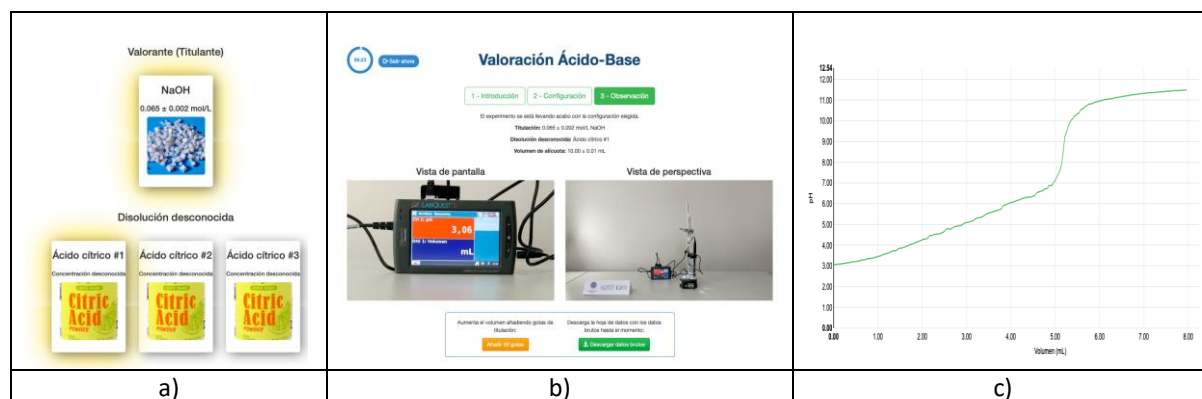 Valorante (Titulante)
NaOH
0.065 ± 0.002 mol/L
Disolución desconocida
Ácido cítrico #1
Ácido cítrico #2
Ácido cítrico #3
Concentración desconocida
Concentración desconocida
Concentración desconocida
Citric
Acid
POWDER
Citric
Acid
POWDER
Citric
Acid
POWDER
a)
Salir ahora
Valoración Ácido-Base
1 - Introducción
2 - Configuración
3 - Observación
El experimento se está llevando acabo con la configuración elegida.
Titulación: 0.065 ± 0.002 mol/L NaOH
Disolución desconocida: Ácido cítrico #1
Volumen de alícuota: 10.00 ± 0.01 mL
Vista de pantalla
Vista de perspectiva
LABQUEST
3,06
mL
Aumenta el volumen añadiendo gotas de
titulación:
Añadir 50 gotas
Descarga la hoja de datos con los datos
brutos hasta el momento:
Descargar datos brutos
b)
12.54
12.00
11.00
10.00
9.00
8.00
7.00
6.00
5.00
4.00
3.00
2.00
1.00
0.00
pH
0.00
1.00
2.00
3.00
4.00
5.00
6.00
7.00
8.00
Volumen (mL)
c)